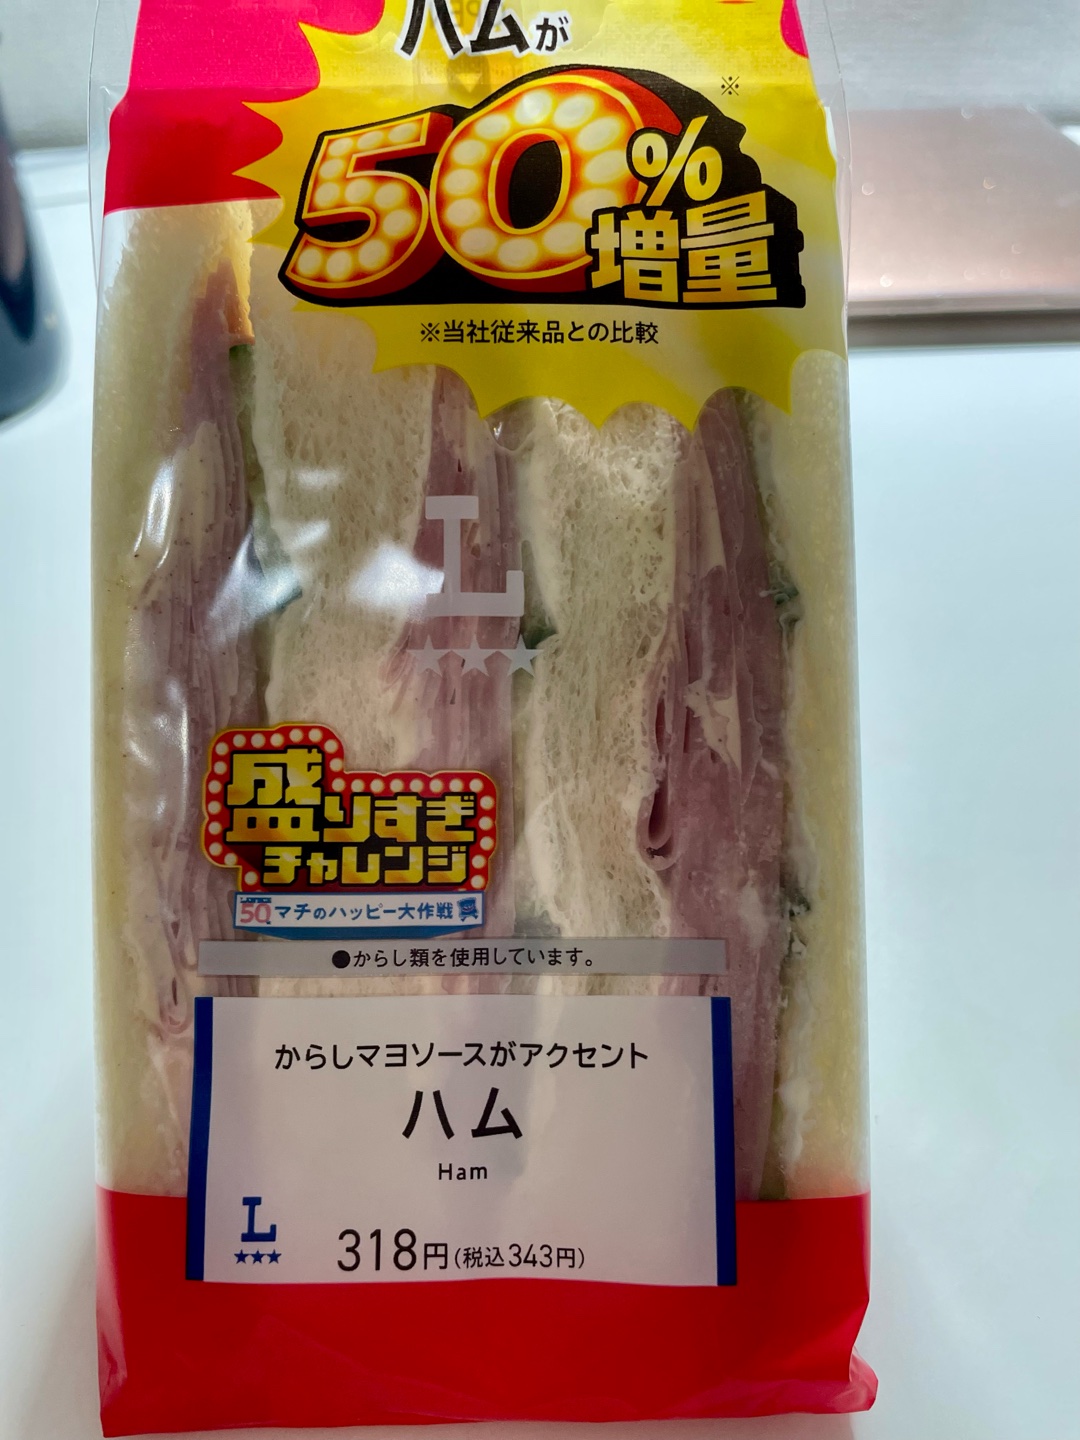 ハムが
50%増量
※
※当社従来品との比較
L
★★★
盛りすぎ
チャレンジ
50 マチのハッピー大作戦
●からし類を使用しています。
からしマヨソースがアクセント
ハム
Ham
L
★★★
318円(税込343円)